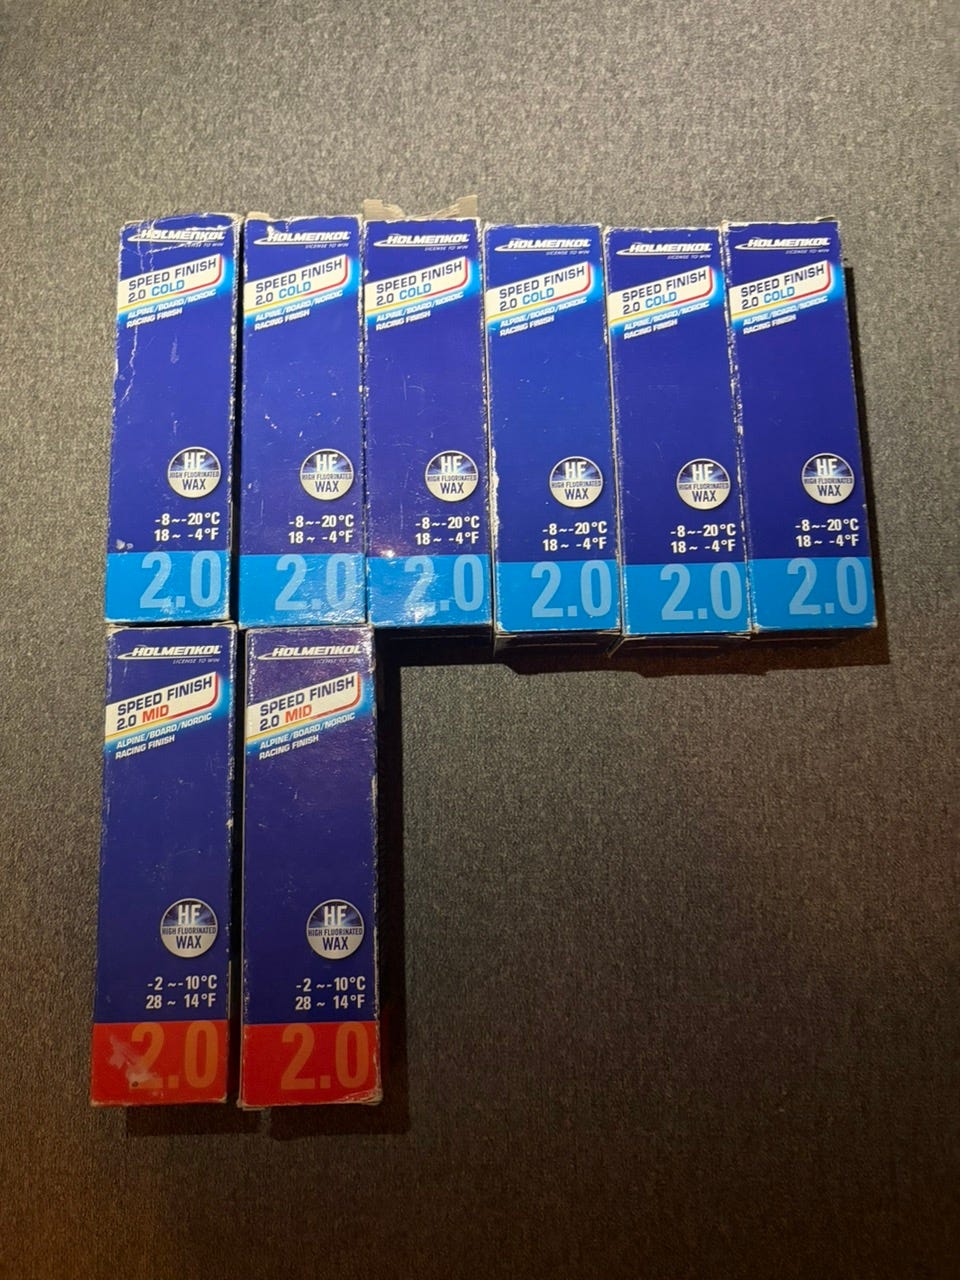 HOLMENKOL
LICENSE TO WIN
SPEED FINISH
2.0 COLD
ALPINE/BOARD/NORDIC
RACING FINISH
HF
HIGH FLUORINATED
WAX
-8~-20°C
18~ -4°F
2.0
HOLMENKOL
LICENSE TO WIN
SPEED FINISH
2.0 COLD
ALPINE/BOARD/NORDIC
RACING FINISH
HF
HIGH FLUORINATED
WAX
-8~-20°C
18~ -4°F
2.0
HOLMENKOL
LICENSE TO WIN
SPEED FINISH
2.0 COLD
ALPINE/BOARD/NORDIC
RACING FINISH
HF
HIGH FLUORINATED
WAX
-8~-20°C
18~ -4°F
2.0
HOLMENKOL
LICENSE TO WIN
SPEED FINISH
2.0 COLD
ALPINE/BOARD/NORDIC
RACING FINISH
HF
HIGH FLUORINATED
WAX
-8~-20°C
18~ -4°F
2.0
HOLMENKOL
LICENSE TO WIN
SPEED FINISH
2.0 COLD
ALPINE/BOARD/NORDIC
RACING FINISH
HF
HIGH FLUORINATED
WAX
-8~-20°C
18~ -4°F
2.0
HOLMENKOL
LICENSE TO WIN
SPEED FINISH
2.0 COLD
ALPINE/BOARD/NORDIC
RACING FINISH
HF
HIGH FLUORINATED
WAX
-8~-20°C
18~ -4°F
2.0
HOLMENKOL
LICENSE TO WIN
SPEED FINISH
2.0 MID
ALPINE/BOARD/NORDIC
RACING FINISH
HF
HIGH FLUORINATED
WAX
-2~-10°C
28~ 14°F
2.0
HOLMENKOL
LICENSE TO WIN
SPEED FINISH
2.0 MID
ALPINE/BOARD/NORDIC
RACING FINISH
HF
HIGH FLUORINATED
WAX
-2~-10°C
28~ 14°F
2.0